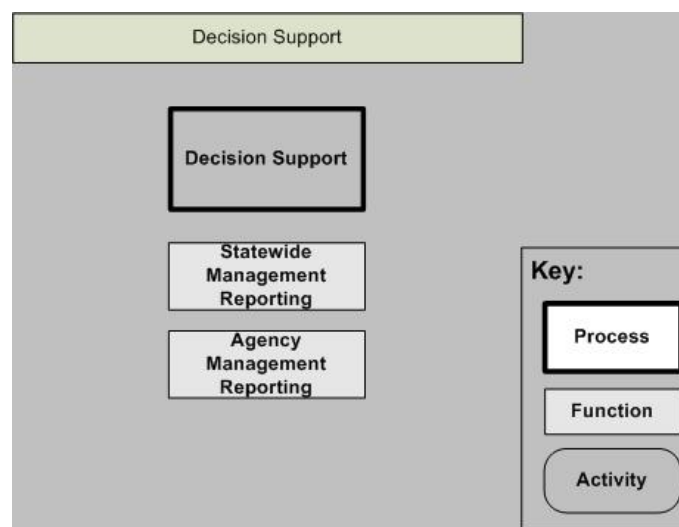 Decision Support
Decision Support
Statewide
Management
Reporting
Agency
Management
Reporting
Key:
Process
Function
Activity